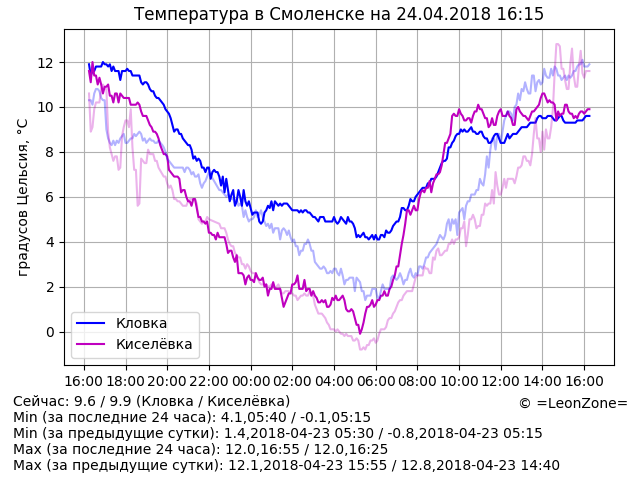 Температура в Смоленске на 24.04.2018 16:15
градусов Цельсия, °C
12
10
8
6
4
2
0
Кловка
Киселёвка
16:00 18:00 20:00 22:00 00:00 02:00 04:00 06:00 08:00 10:00 12:00 14:00 16:00
Сейчас: 9.6 / 9.9 (Кловка / Киселёвка)
© =LeonZone=
Min (за последние 24 часа): 4.1,05:40 / -0.1,05:15
Min (за предыдущие сутки): 1.4,2018-04-23 05:30 / -0.8,2018-04-23 05:15
Max (за последние 24 часа): 12.0,16:55 / 12.0,16:25
Max (за предыдущие сутки): 12.1,2018-04-23 15:55 / 12.8,2018-04-23 14:40